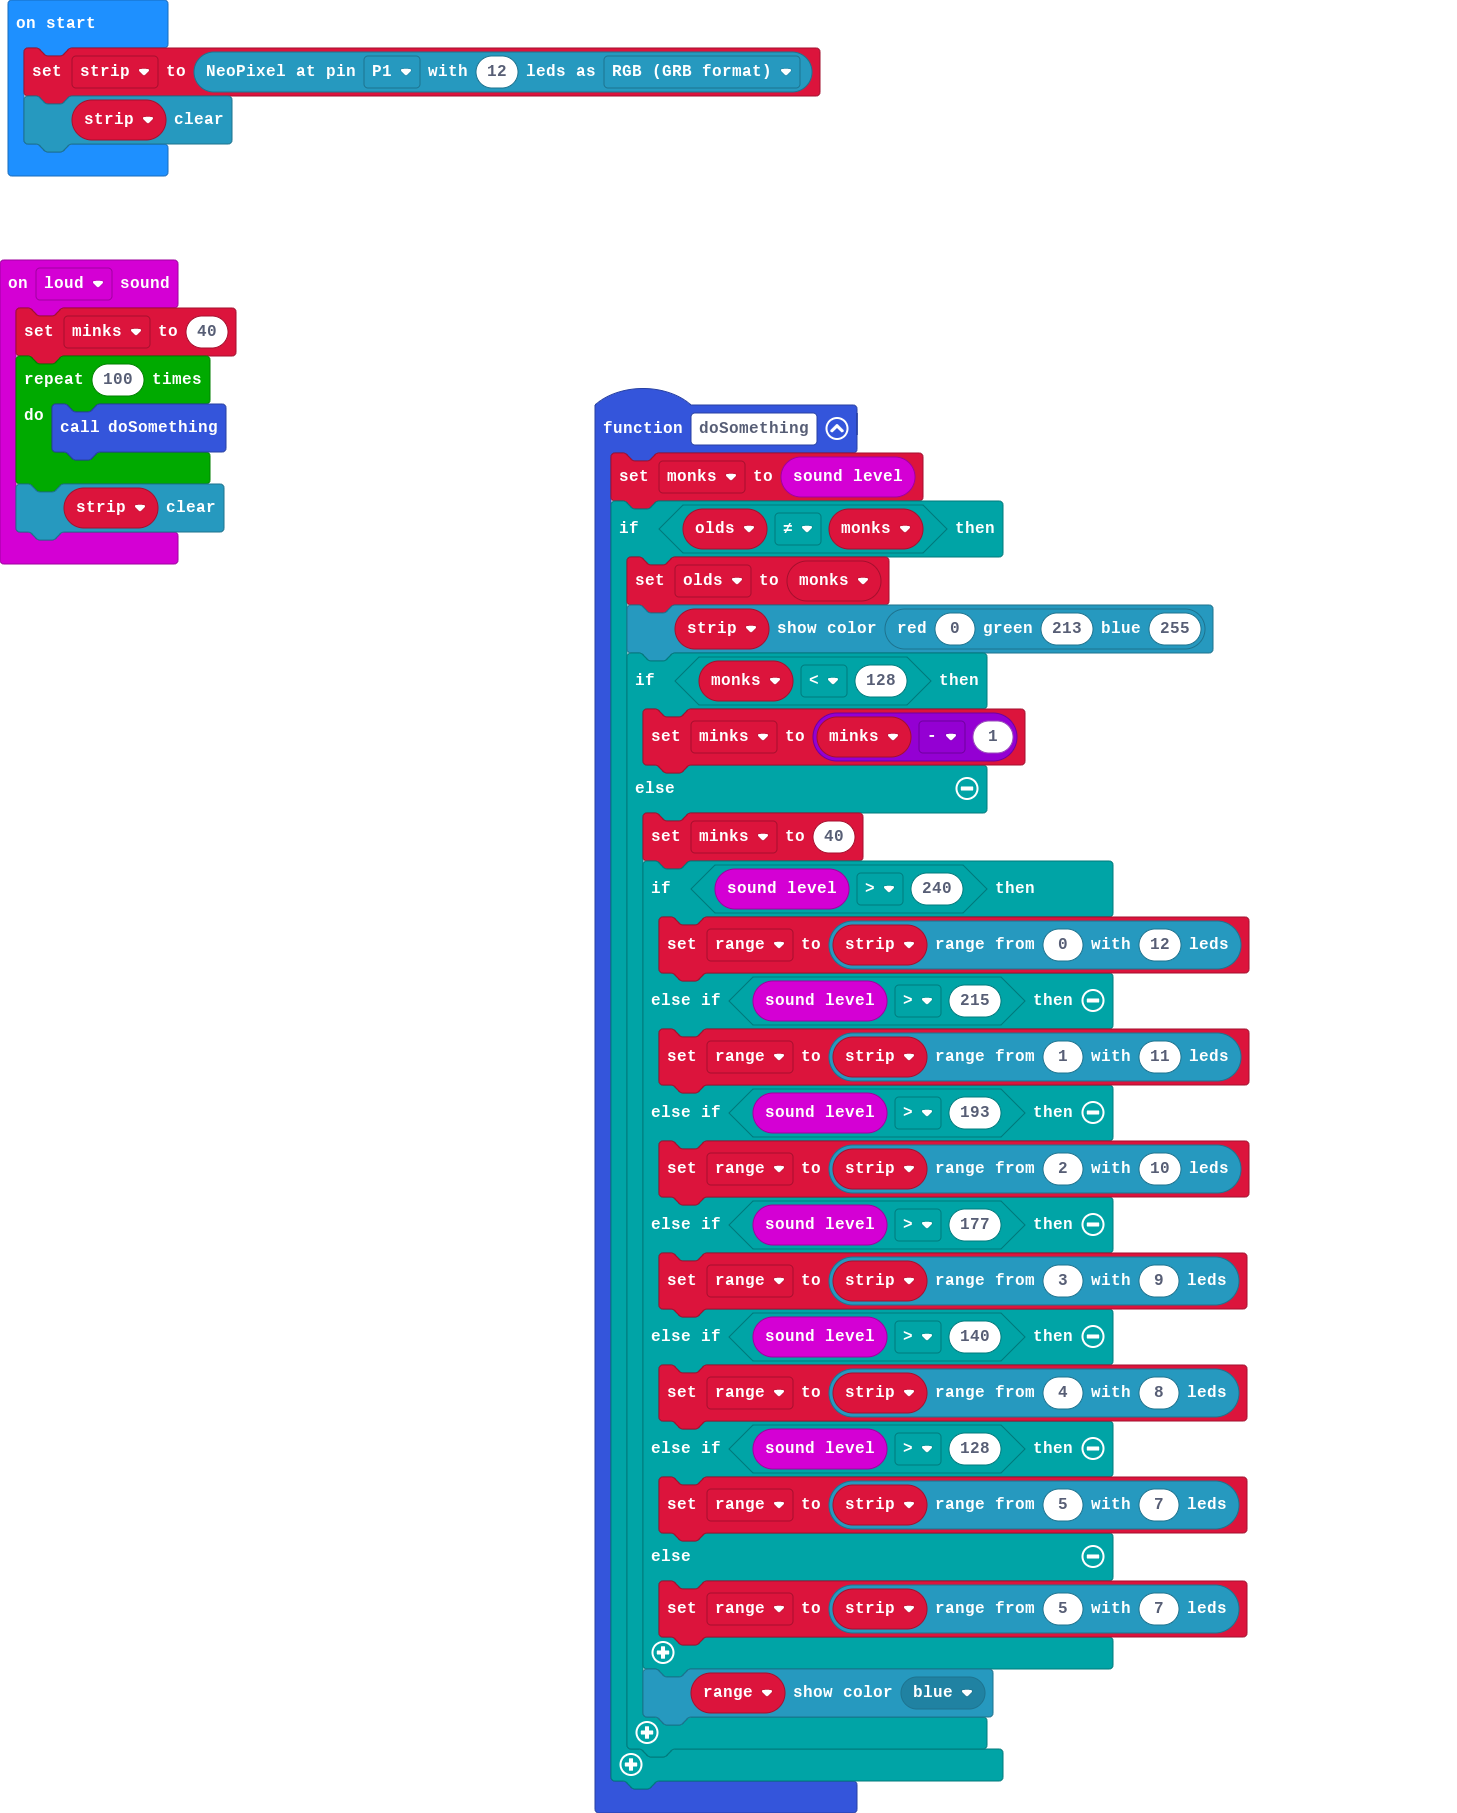 on start
set strip to NeoPixel at pin P1 with 12 leds as RGB (GRB format)
strip clear
on loud sound
set minks to 40
repeat 100 times
do call doSomething
strip clear
function doSomething
set monks to sound level
if olds ≠ monks then
set olds to monks
strip show color red 0 green 213 blue 255
if monks < 128 then
set minks to minks - 1
else
set minks to 40
if sound level > 240 then
set range to strip range from 0 with 12 leds
else if sound level > 215 then
set range to strip range from 1 with 11 leds
else if sound level > 193 then
set range to strip range from 2 with 10 leds
else if sound level > 177 then
set range to strip range from 3 with 9 leds
else if sound level > 140 then
set range to strip range from 4 with 8 leds
else if sound level > 128 then
set range to strip range from 5 with 7 leds
else
set range to strip range from 5 with 7 leds
range show color blue